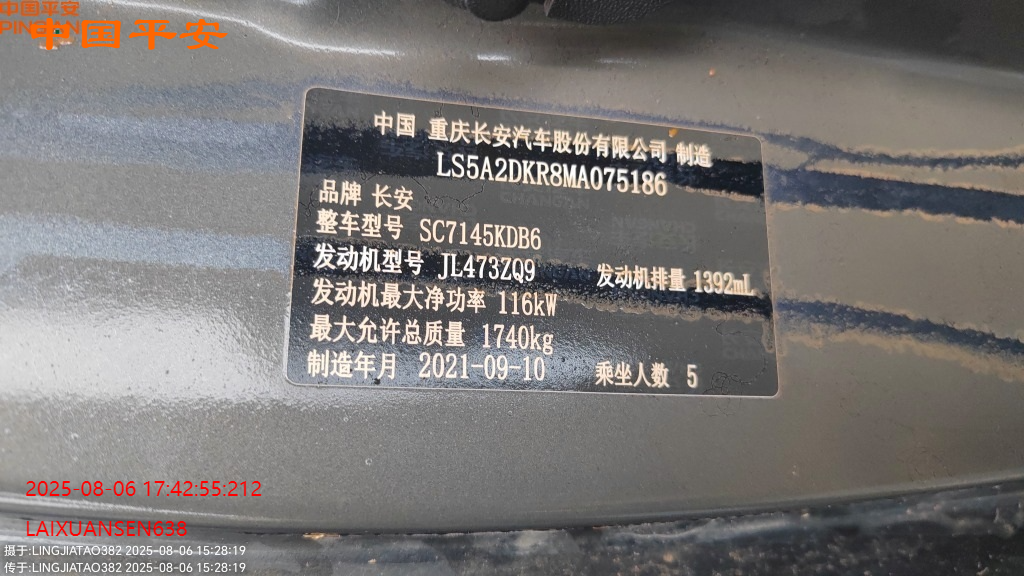 中国平安
PING AN
中国平安
中国 重庆长安汽车股份有限公司 制造
LS5A2DKR8MA075186
品牌 长安
整车型号 SC7145KDB6
发动机型号 JL473ZQ9 发动机排量 1392mL
发动机最大净功率 116kW
最大允许总质量 1740kg
制造年月 2021-09-10 乘坐人数 5
2025-08-06 17:42:55:212
LAIXUANSEN638
摄于:LINGJIATAO382 2025-08-06 15:28:19
传于:LINGJIATAO382 2025-08-06 15:28:19